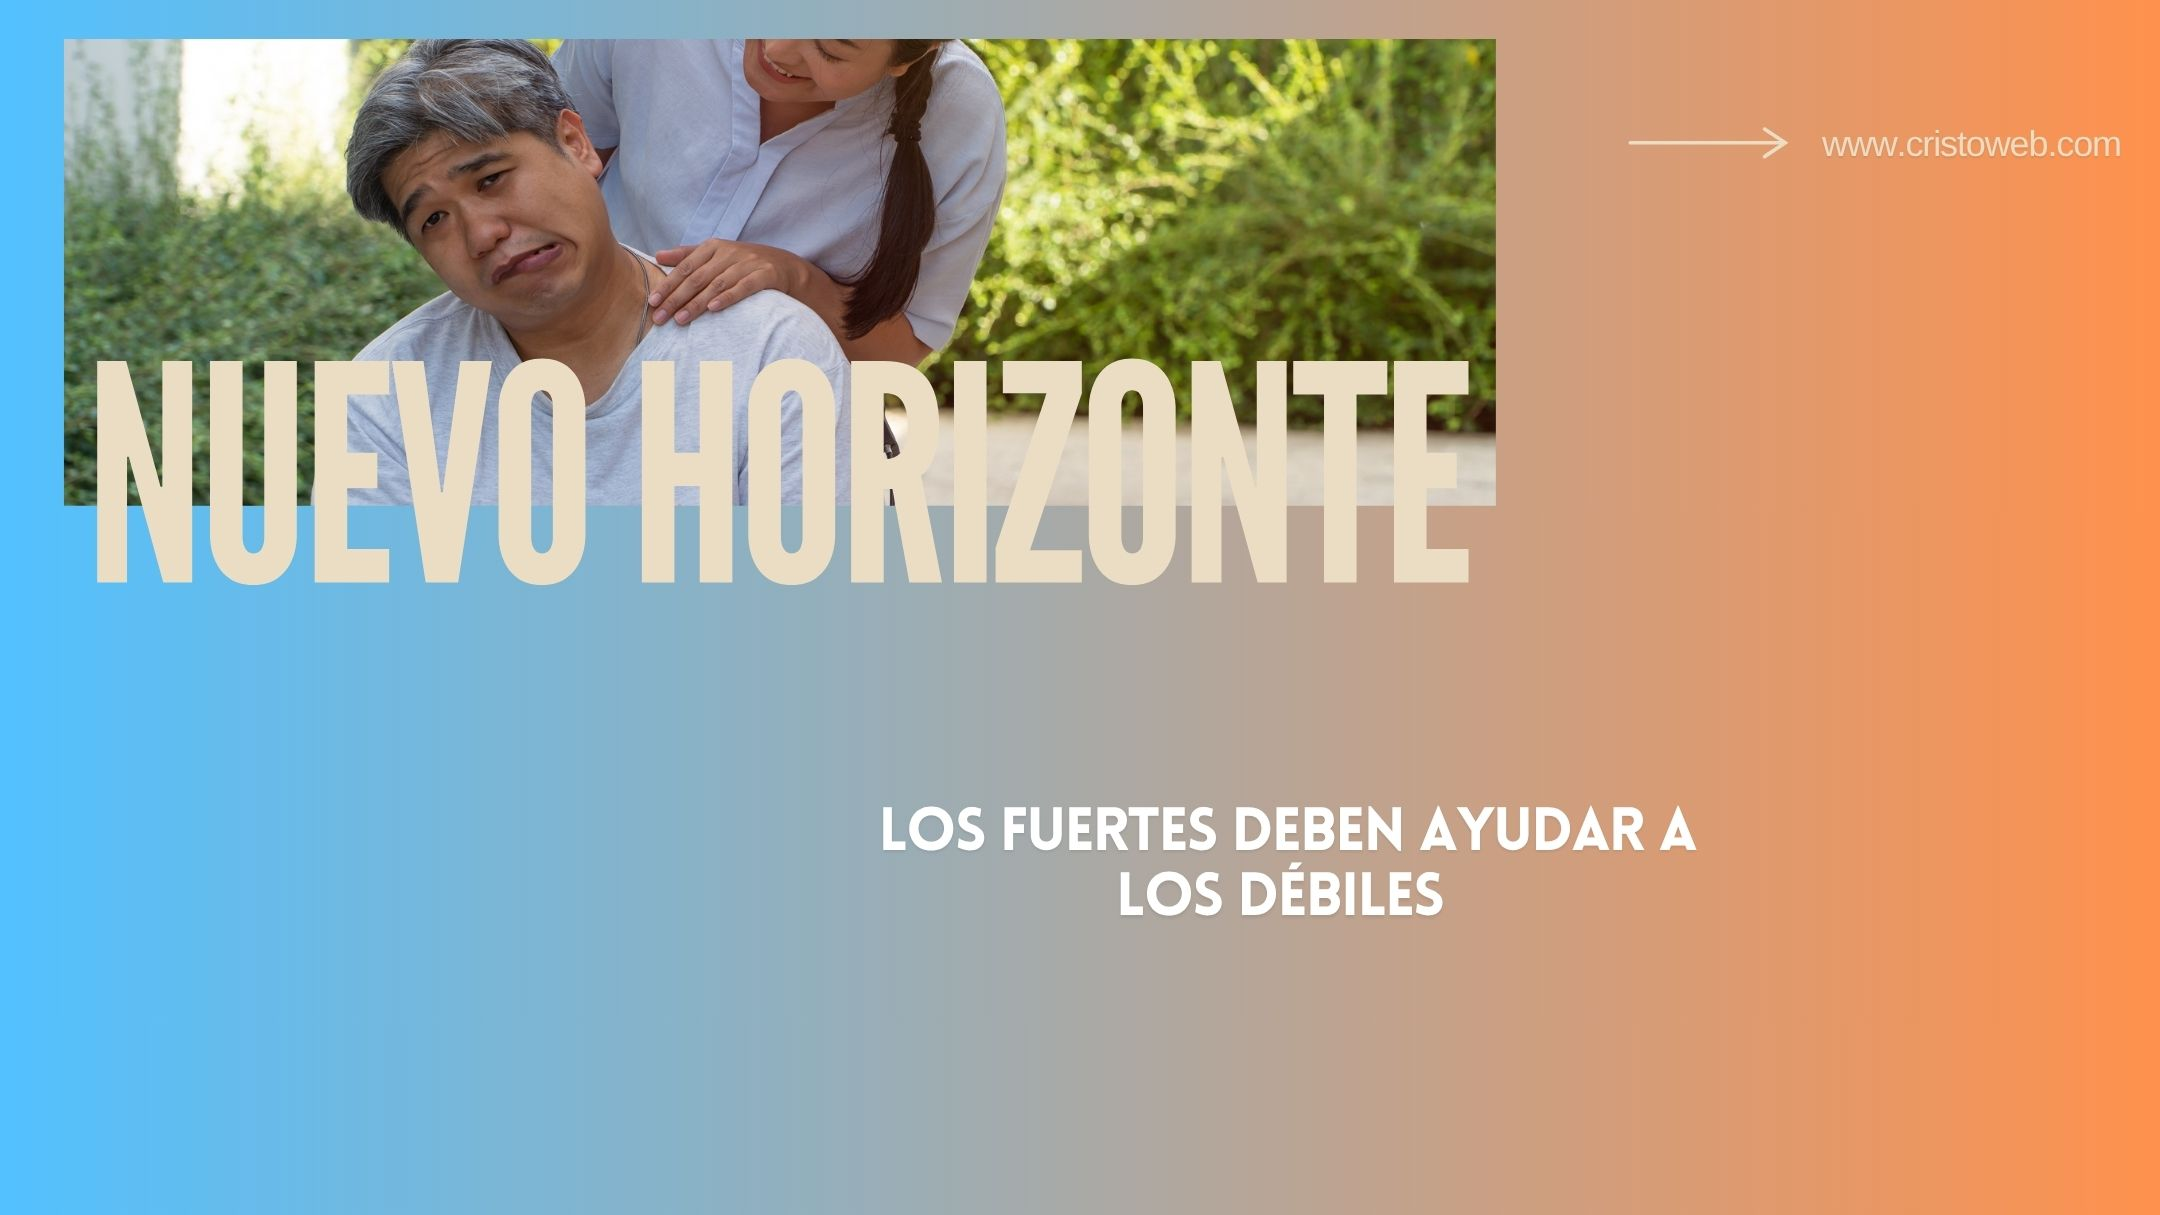 www.cristoweb.com
NUEVO HORIZONTE
LOS FUERTES DEBEN AYUDAR A
LOS DÉBILES